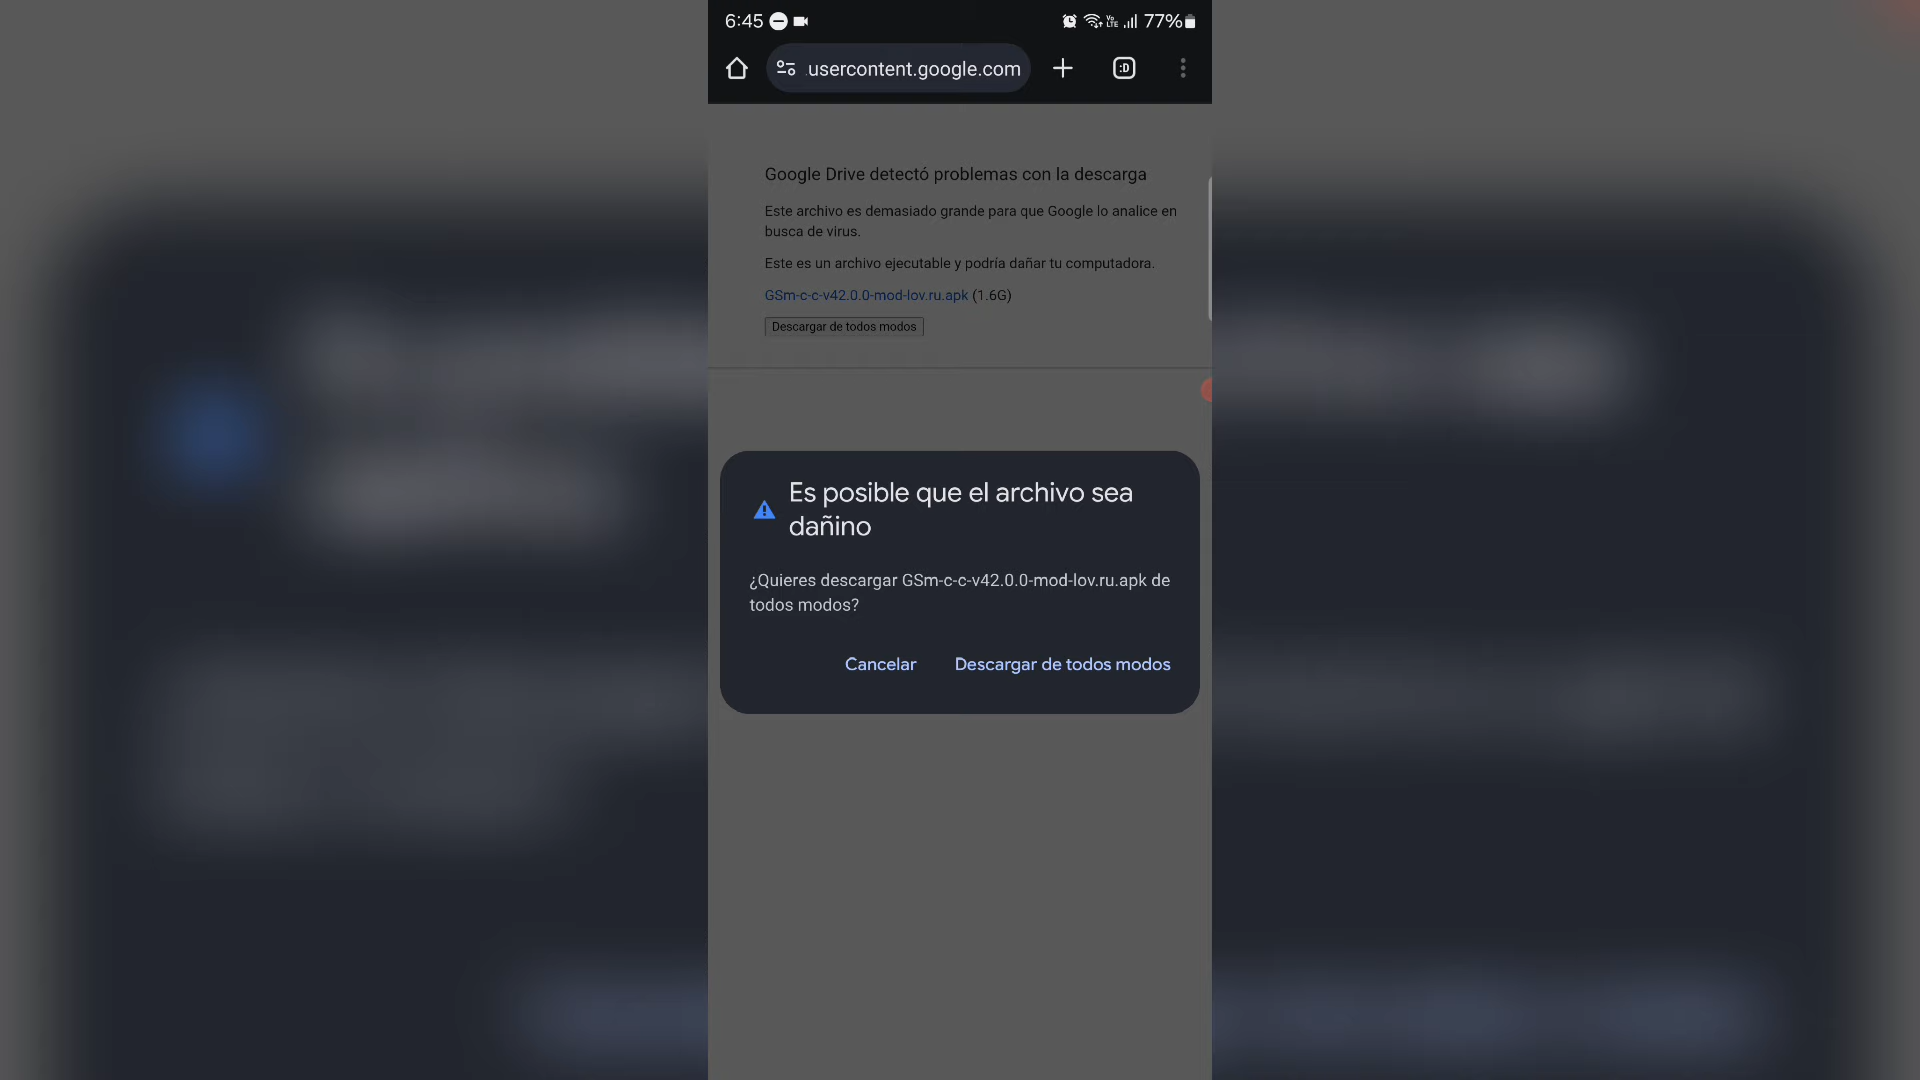 6:45
Vo
LTE
77%
.usercontent.google.com
:D
Google Drive detectó problemas con la descarga
Este archivo es demasiado grande para que Google lo analice en
busca de virus.
Este es un archivo ejecutable y podría dañar tu computadora.
GSm-c-c-v42.0.0-mod-lov.ru.apk (1.6G)
Descargar de todos modos
Es posible que el archivo sea
dañino
¿Quieres descargar GSm-c-c-v42.0.0-mod-lov.ru.apk de
todos modos?
Cancelar
Descargar de todos modos